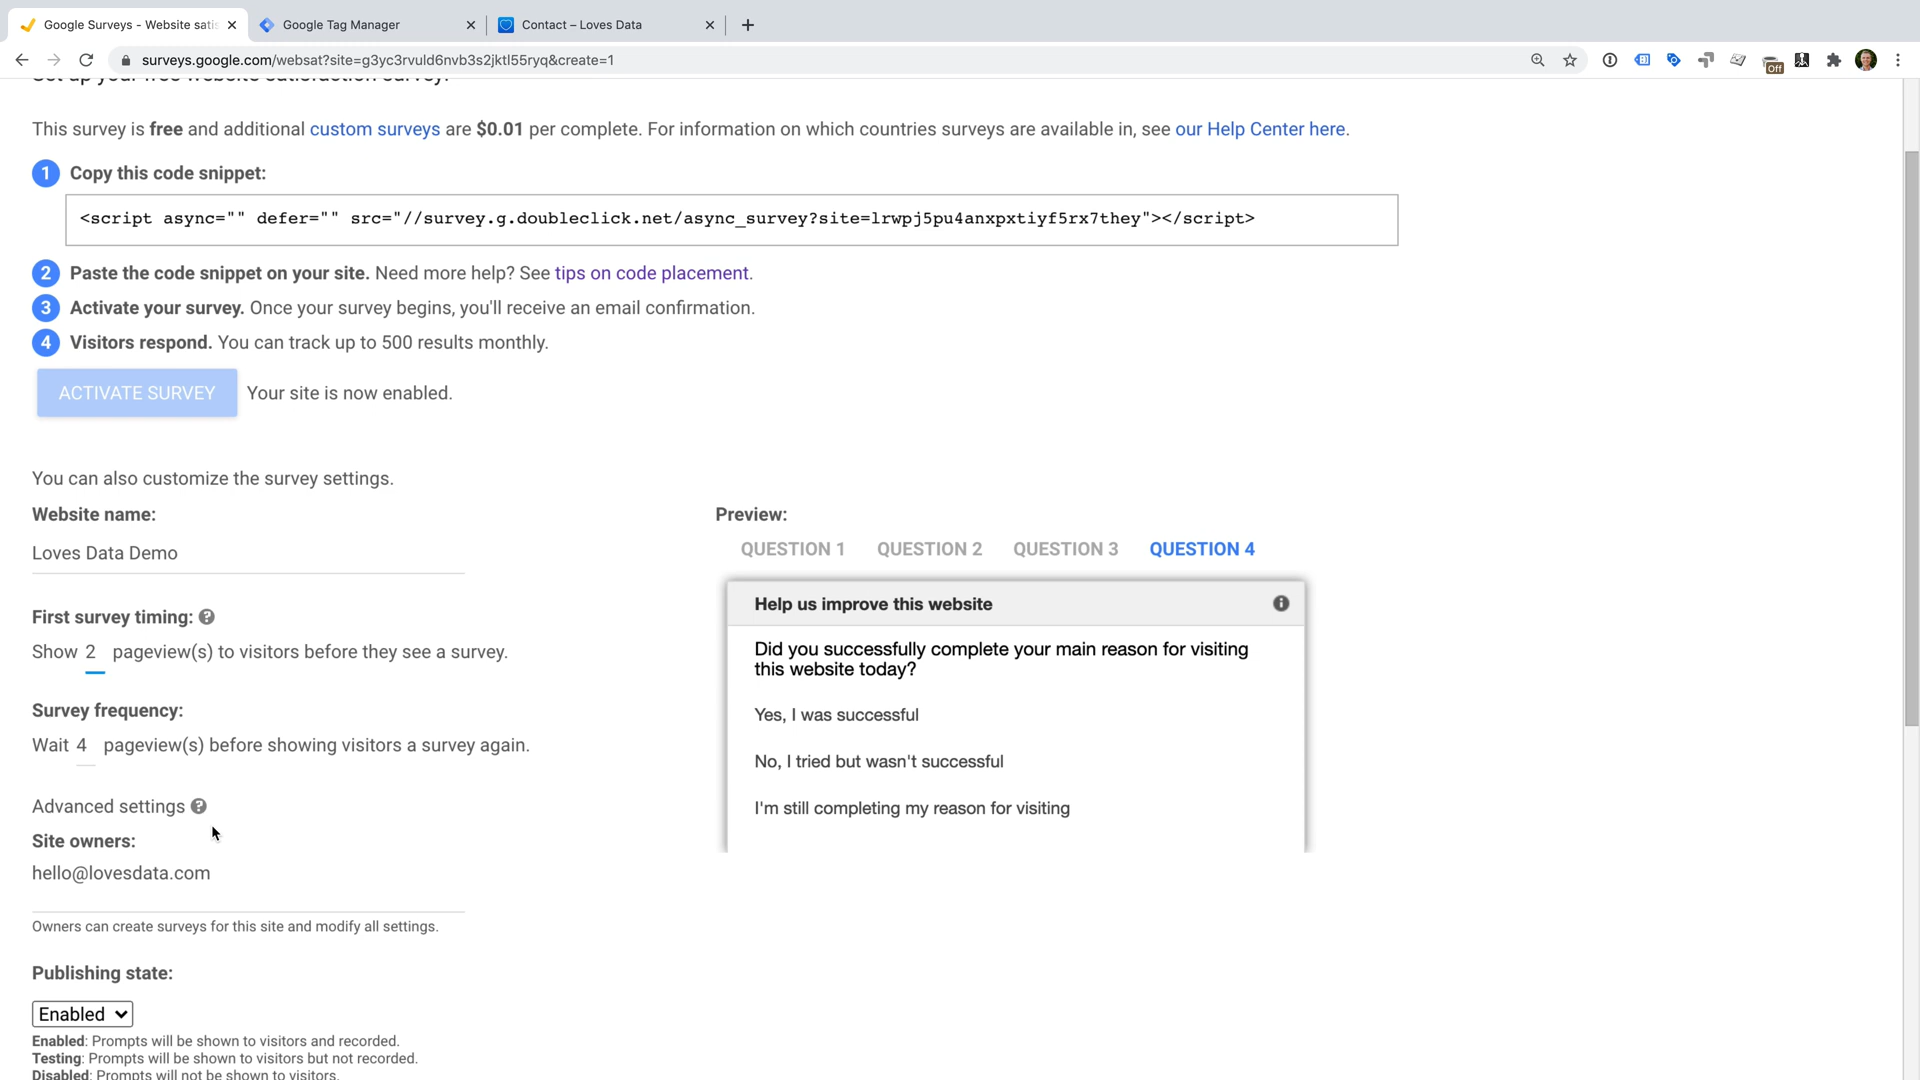 Google Surveys - Website satis
Google Tag Manager
Contact – Loves Data
surveys.google.com/websat?site=g3yc3rvuld6nvb3s2jktl55ryq&create=1
Off
Set up your free website satisfaction survey.
This survey is free and additional custom surveys are $0.01 per complete. For information on which countries surveys are available in, see our Help Center here.
1 Copy this code snippet:
<script async="" defer="" src="//survey.g.doubleclick.net/async_survey?site=lrwpj5pu4anxpxtiyf5rx7they"></script>
2 Paste the code snippet on your site. Need more help? See tips on code placement.
3 Activate your survey. Once your survey begins, you'll receive an email confirmation.
4 Visitors respond. You can track up to 500 results monthly.
ACTIVATE SURVEY Your site is now enabled.
You can also customize the survey settings.
Website name:
Loves Data Demo
First survey timing: ?
Show 2 pageview(s) to visitors before they see a survey.
Survey frequency:
Wait 4 pageview(s) before showing visitors a survey again.
Advanced settings ?
Site owners:
hello@lovesdata.com
Owners can create surveys for this site and modify all settings.
Publishing state:
Enabled
Enabled: Prompts will be shown to visitors and recorded.
Testing: Prompts will be shown to visitors but not recorded.
Disabled: Prompts will not be shown to visitors.
Preview:
QUESTION 1 QUESTION 2 QUESTION 3 QUESTION 4
Help us improve this website
Did you successfully complete your main reason for visiting
this website today?
Yes, I was successful
No, I tried but wasn't successful
I'm still completing my reason for visiting